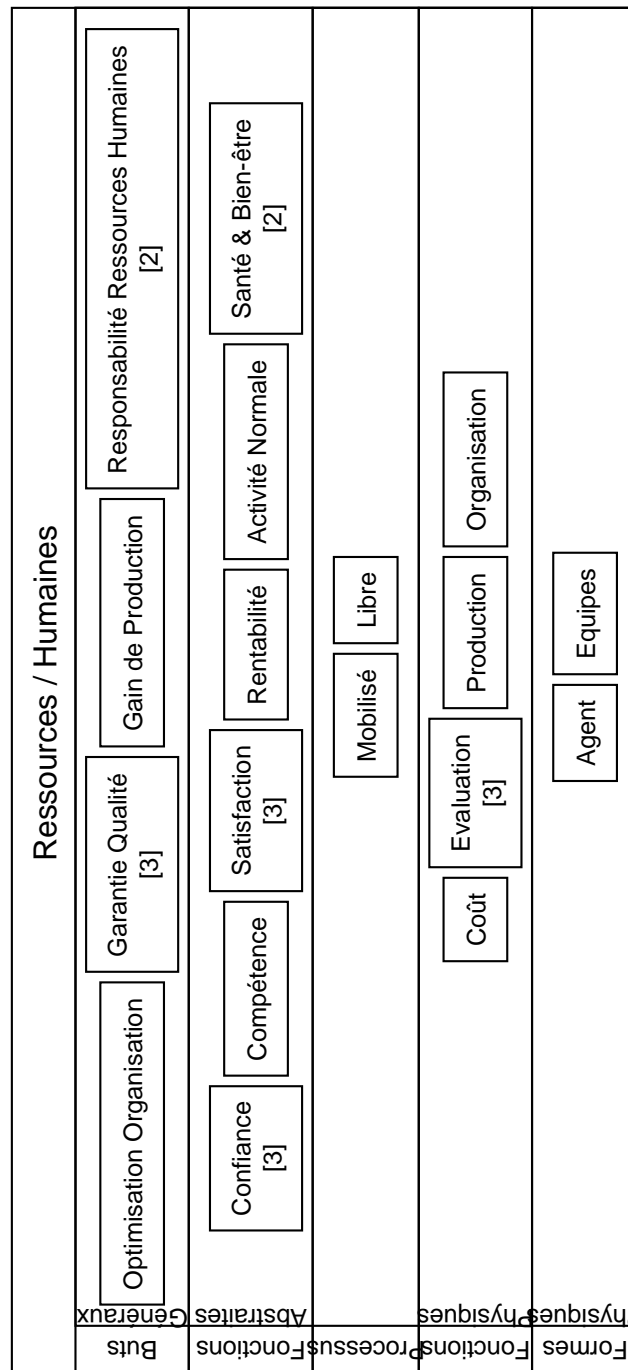 Ressources / Humaines
Buts
Généraux
Optimisation Organisation
Garantie Qualité
[3]
Gain de Production
Responsabilité Ressources Humaines
[2]
Fonctions
Abstraites
Confiance
[3]
Compétence
Satisfaction
[3]
Rentabilité
Activité Normale
Santé & Bien-être
[2]
Processus
Mobilisé
Libre
Fonctions
Physiques
Coût
Evaluation
[3]
Production
Organisation
Formes
Physiques
Agent
Equipes